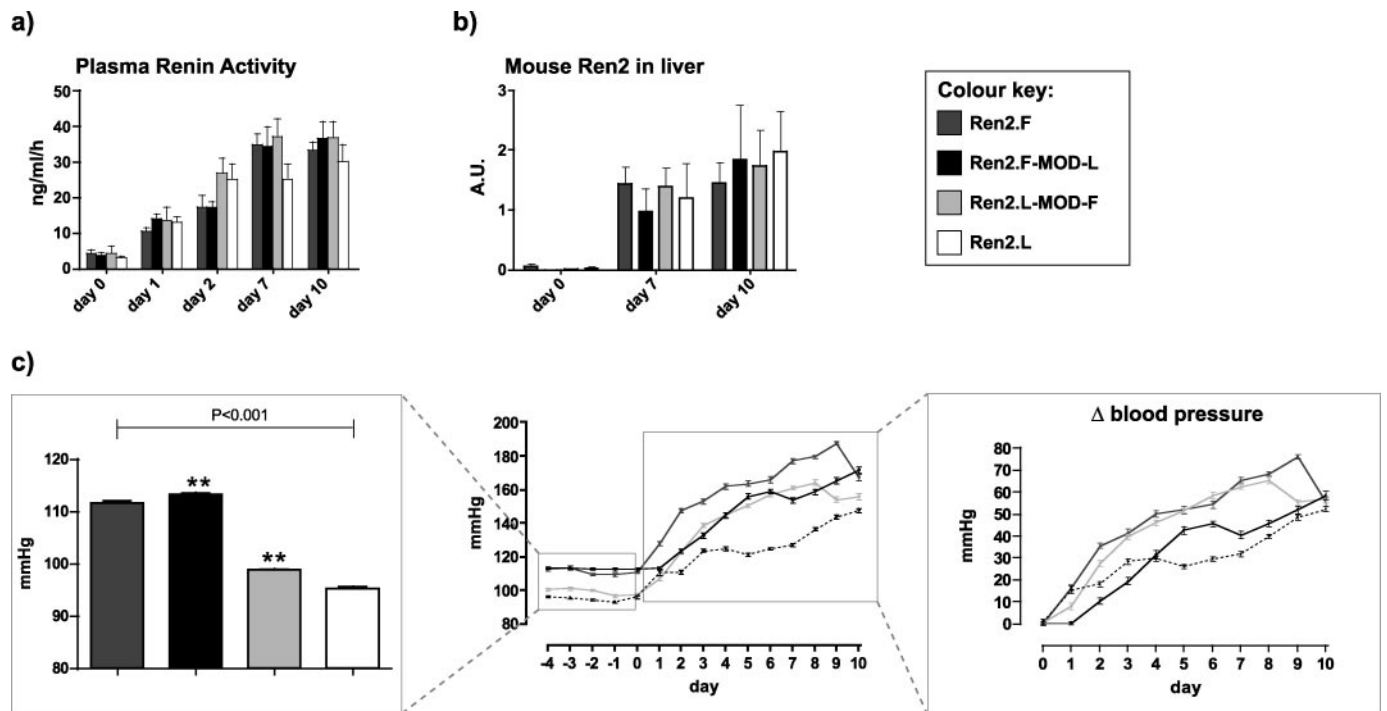 a)
Plasma Renin Activity
ng/ml/h
50
40
30
20
10
0
day 0
day 1
day 2
day 7
day 10
b)
Mouse Ren2 in liver
A.U.
3
2
1
0
day 0
day 7
day 10
Colour key:
Ren2.F
Ren2.F-MOD-L
Ren2.L-MOD-F
Ren2.L
c)
P<0.001
mmHg
120
110
100
90
80
**
**
mmHg
200
180
160
140
120
100
80
-4 -3 -2 -1 0 1 2 3 4 5 6 7 8 9 10
day
Δ blood pressure
mmHg
80
70
60
50
40
30
20
10
0
0 1 2 3 4 5 6 7 8 9 10
day